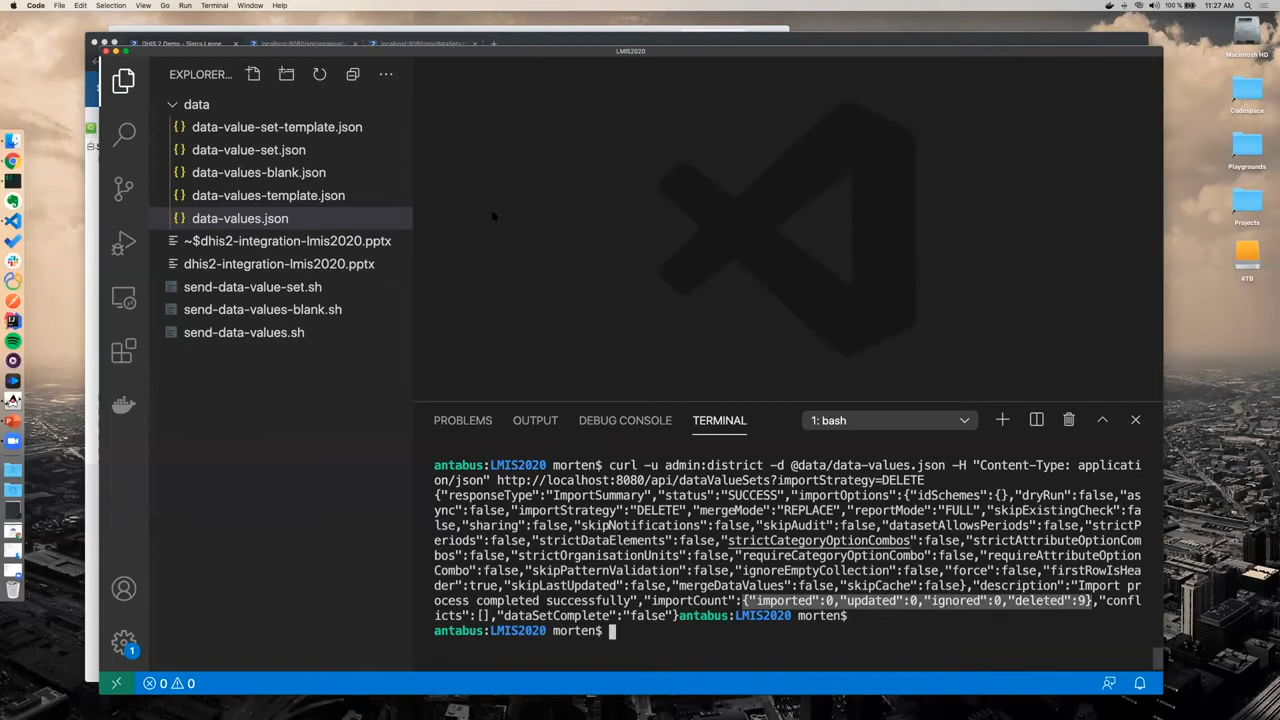 Code File Edit Selection View Go Run Terminal Window Help
100% 11:27 AM
DHIS 2 Demo - Sierra Leone
LMIS2020
EXPLORER...
data
data-value-set-template.json
data-value-set.json
data-values-blank.json
data-values-template.json
data-values.json
~$dhis2-integration-lmis2020.pptx
dhis2-integration-lmis2020.pptx
send-data-value-set.sh
send-data-values-blank.sh
send-data-values.sh
PROBLEMS OUTPUT DEBUG CONSOLE TERMINAL
1: bash
antabus:LMIS2020 morten$ curl -u admin:district -d @data/data-values.json -H "Content-Type: applicati
on/json" http://localhost:8080/api/dataValueSets?importStrategy=DELETE
{"responseType":"ImportSummary","status":"SUCCESS","importOptions":{"idSchemes":{},"dryRun":false,"as
ync":false,"importStrategy":"DELETE","mergeMode":"REPLACE","reportMode":"FULL","skipExistingCheck":fa
lse,"sharing":false,"skipNotifications":false,"skipAudit":false,"datasetAllowsPeriods":false,"strictP
eriods":false,"strictDataElements":false,"strictCategoryOptionCombos":false,"strictAttributeOptionCom
bos":false,"strictOrganisationUnits":false,"requireCategoryOptionCombo":false,"requireAttributeOption
Combo":false,"skipPatternValidation":false,"ignoreEmptyCollection":false,"force":false,"firstRowIsHea
der":true,"skipLastUpdated":false,"mergeDataValues":false,"skipCache":false},"description":"Import pr
ocess completed successfully","importCount":{"imported":0,"updated":0,"ignored":0,"deleted":9},"confl
icts":[],"dataSetComplete":"false"}antabus:LMIS2020 morten$
antabus:LMIS2020 morten$
1
0 0
Macintosh HD
Codespace
Playgrounds
Projects
4TB